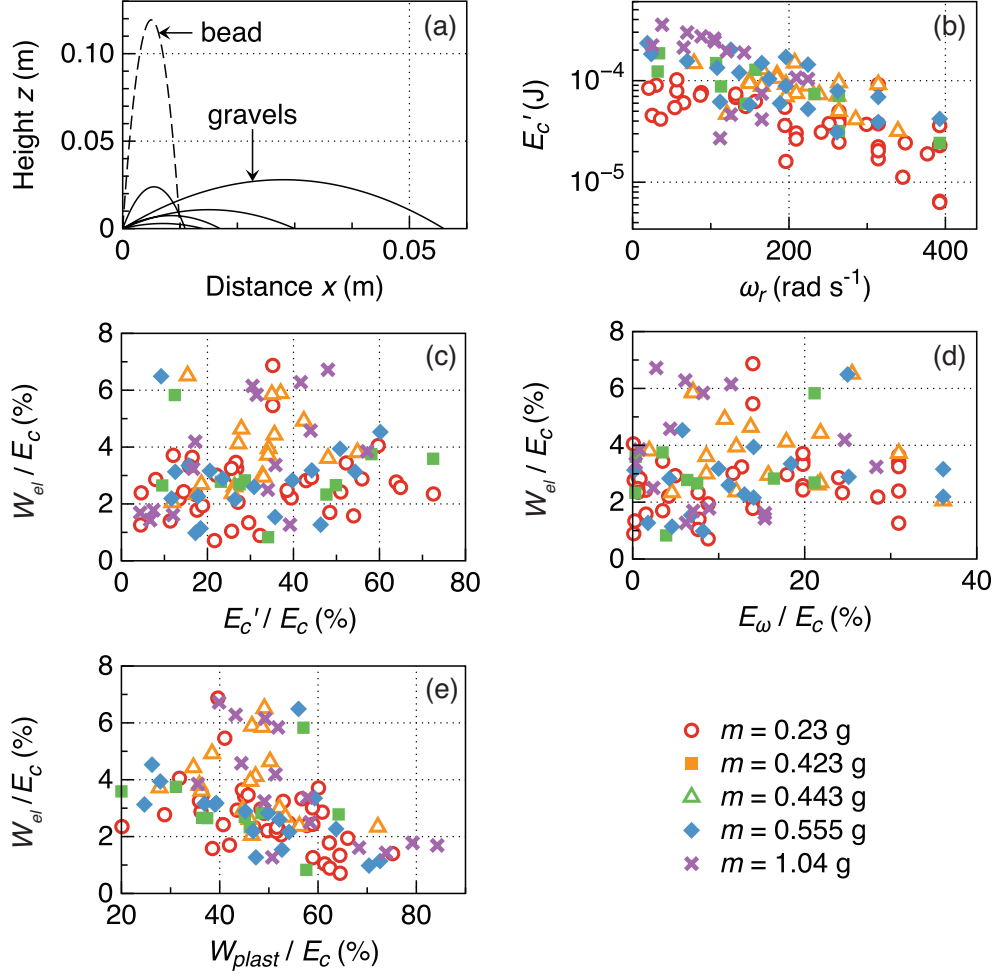 (a)
bead
gravels
0.10
0.05
0
Height z (m)
0
0.05
Distance x (m)
(b)
10⁻⁴
10⁻⁵
E_c' (J)
0
200
400
ω_r (rad s⁻¹)
(c)
8
6
4
2
0
W_el / E_c (%)
0
20
40
60
80
E_c' / E_c (%)
(d)
8
6
4
2
0
W_el / E_c (%)
0
20
40
E_ω / E_c (%)
(e)
8
6
4
2
0
W_el / E_c (%)
20
40
60
80
W_plast / E_c (%)
m = 0.23 g
m = 0.423 g
m = 0.443 g
m = 0.555 g
m = 1.04 g